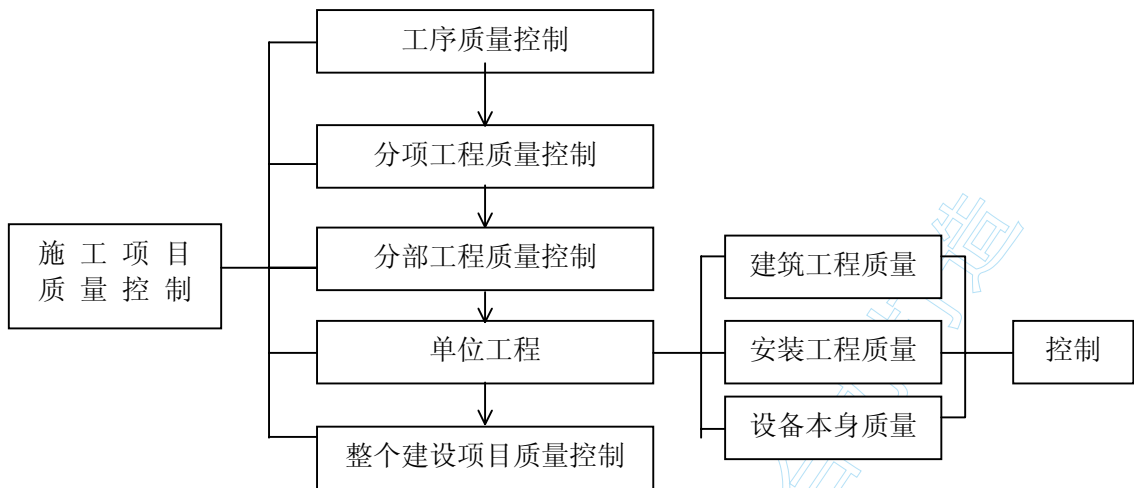 工序质量控制
分项工程质量控制
施工项目
质量控制
分部工程质量控制
建筑工程质量
单位工程
安装工程质量
控制
设备本身质量
整个建设项目质量控制